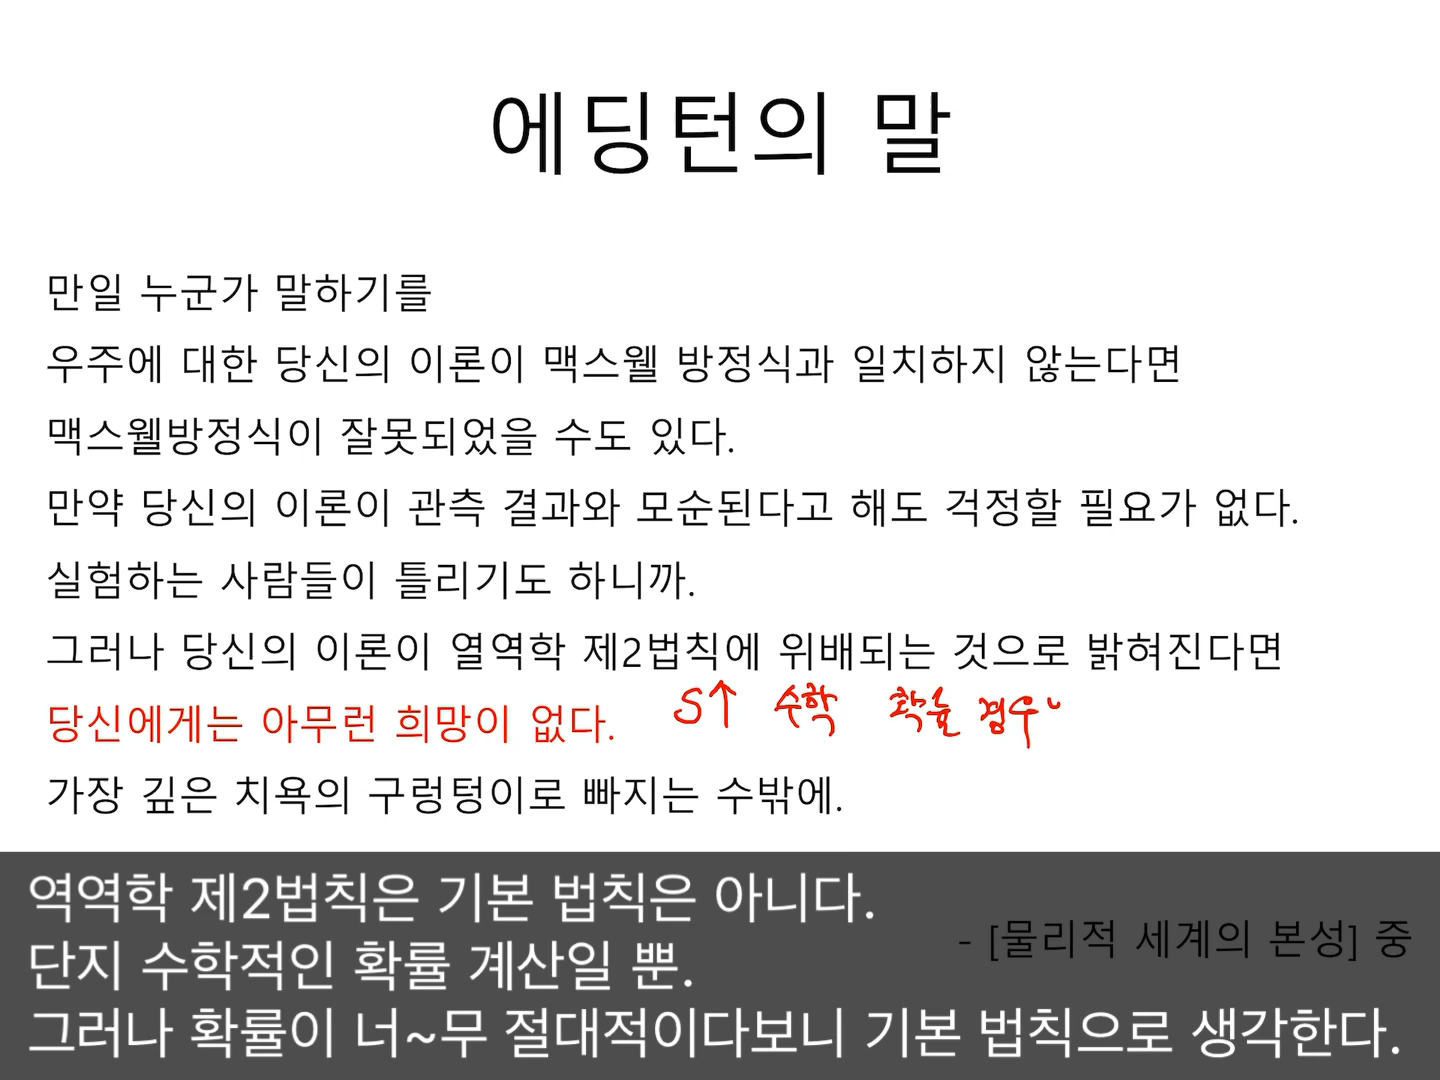 에딩턴의 말
만일 누군가 말하기를
우주에 대한 당신의 이론이 맥스웰 방정식과 일치하지 않는다면
맥스웰방정식이 잘못되었을 수도 있다.
만약 당신의 이론이 관측 결과와 모순된다고 해도 걱정할 필요가 없다.
실험하는 사람들이 틀리기도 하니까.
그러나 당신의 이론이 열역학 제2법칙에 위배되는 것으로 밝혀진다면
당신에게는 아무런 희망이 없다. S↑ 수학 확률 경우
가장 깊은 치욕의 구렁텅이로 빠지는 수밖에.
- [물리적 세계의 본성] 중
역역학 제2법칙은 기본 법칙은 아니다.
단지 수학적인 확률 계산일 뿐.
그러나 확률이 너~무 절대적이다보니 기본 법칙으로 생각한다.